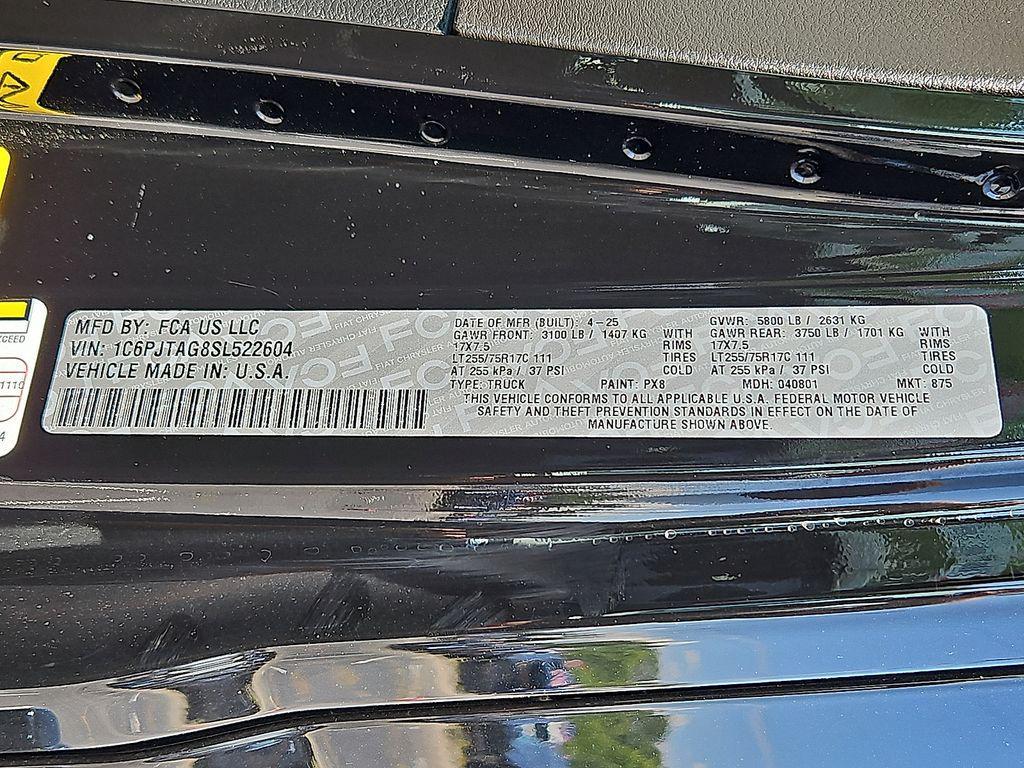 MFD BY: FCA US LLC
VIN: 1C6PJTAG8SL522604
VEHICLE MADE IN: U.S.A.
DATE OF MFR (BUILT): 4-25
GAWR FRONT: 3100 LB / 1407 KG WITH
17X7.5 RIMS
LT255/75R17C 111 TIRES
AT 255 kPa / 37 PSI COLD
GVWR: 5800 LB / 2631 KG
GAWR REAR: 3750 LB / 1701 KG WITH
17X7.5 RIMS
LT255/75R17C 111 TIRES
AT 255 kPa / 37 PSI COLD
TYPE: TRUCK PAINT: PX8 MDH: 040801 MKT: 875
THIS VEHICLE CONFORMS TO ALL APPLICABLE U.S.A. FEDERAL MOTOR VEHICLE
SAFETY AND THEFT PREVENTION STANDARDS IN EFFECT ON THE DATE OF
MANUFACTURE SHOWN ABOVE.